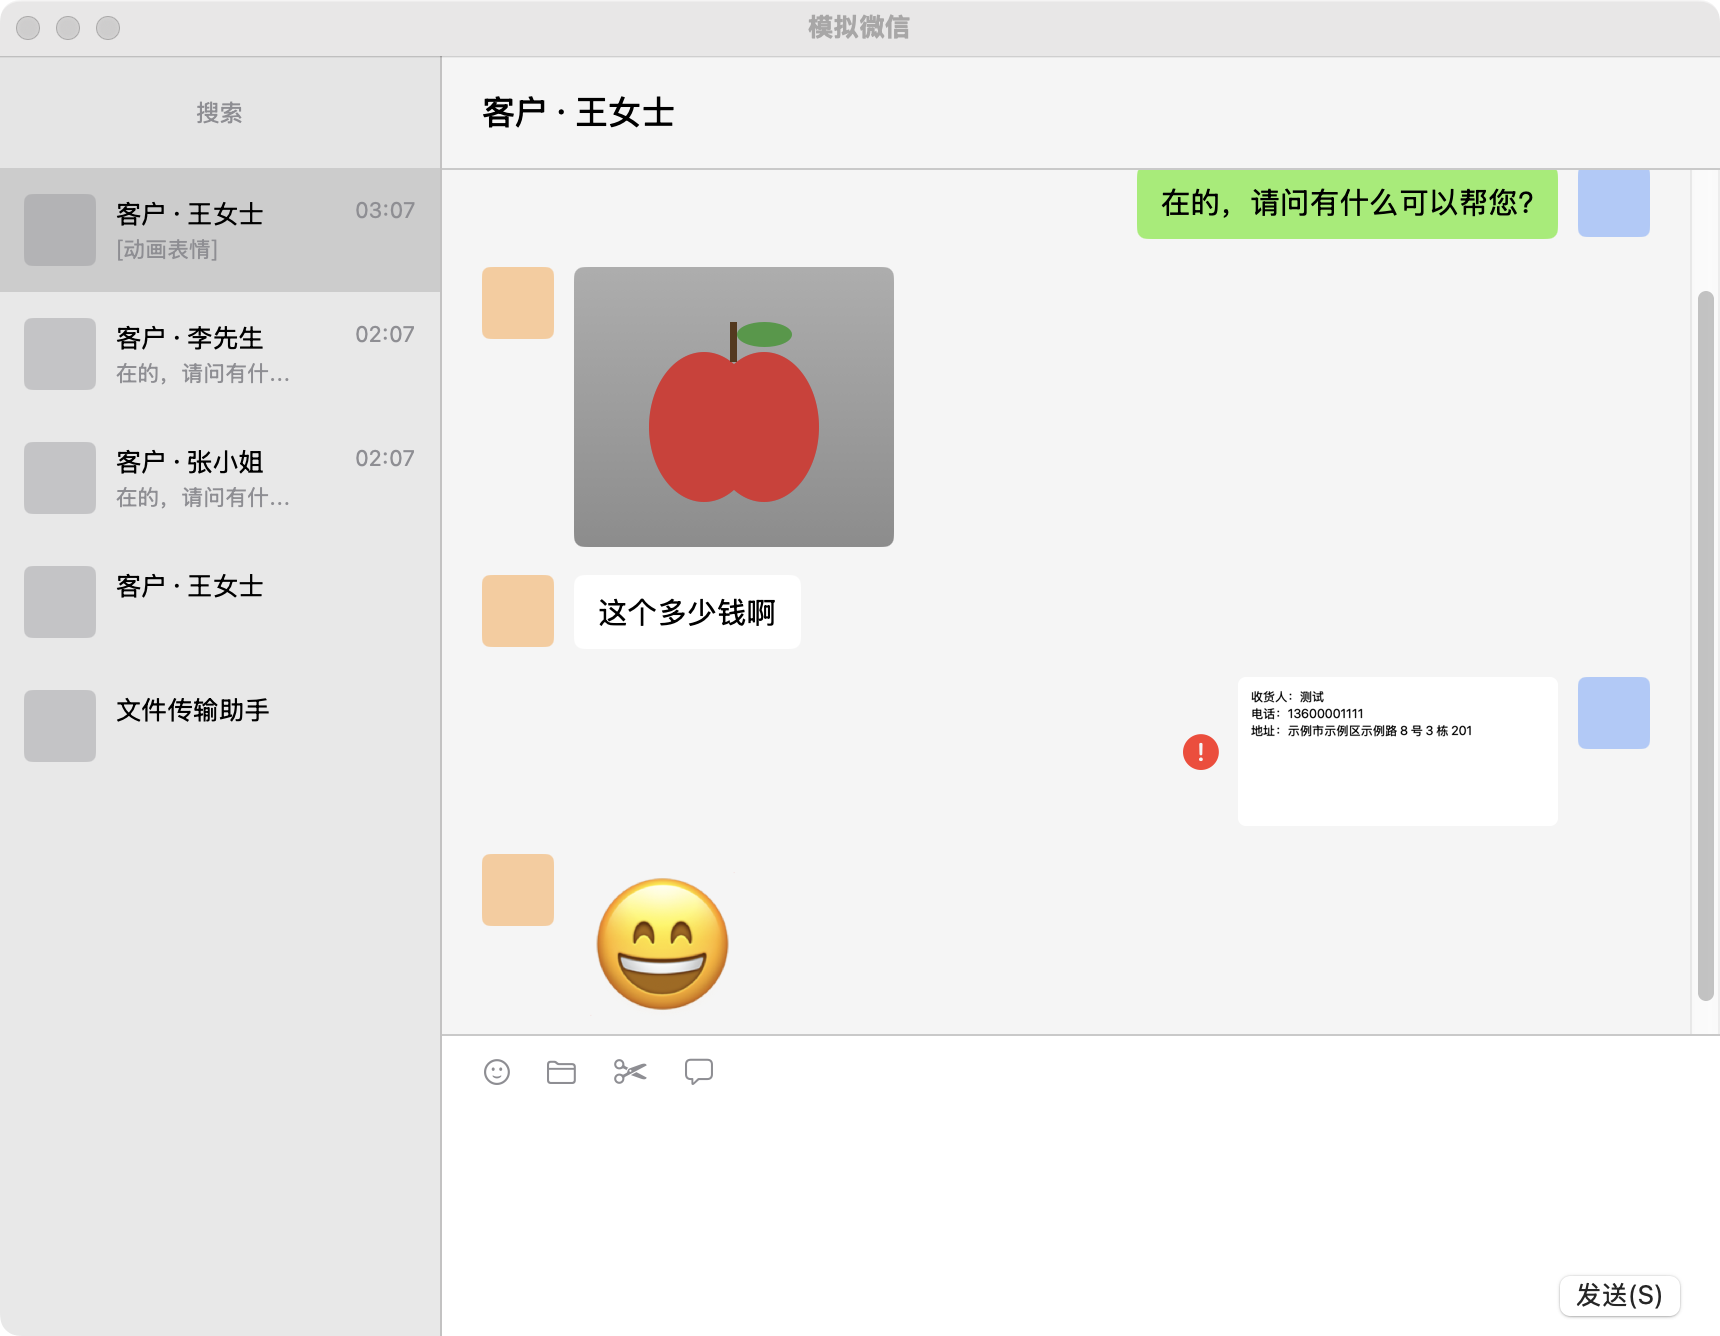 模拟微信
搜索
客户 · 王女士
03:07
[动画表情]
客户 · 李先生
02:07
在的，请问有什...
客户 · 张小姐
02:07
在的，请问有什...
客户 · 王女士
文件传输助手
客户 · 王女士
在的，请问有什么可以帮您?
这个多少钱啊
收货人：测试
电话：13600001111
地址：示例市示例区示例路 8 号 3 栋 201
发送(S)